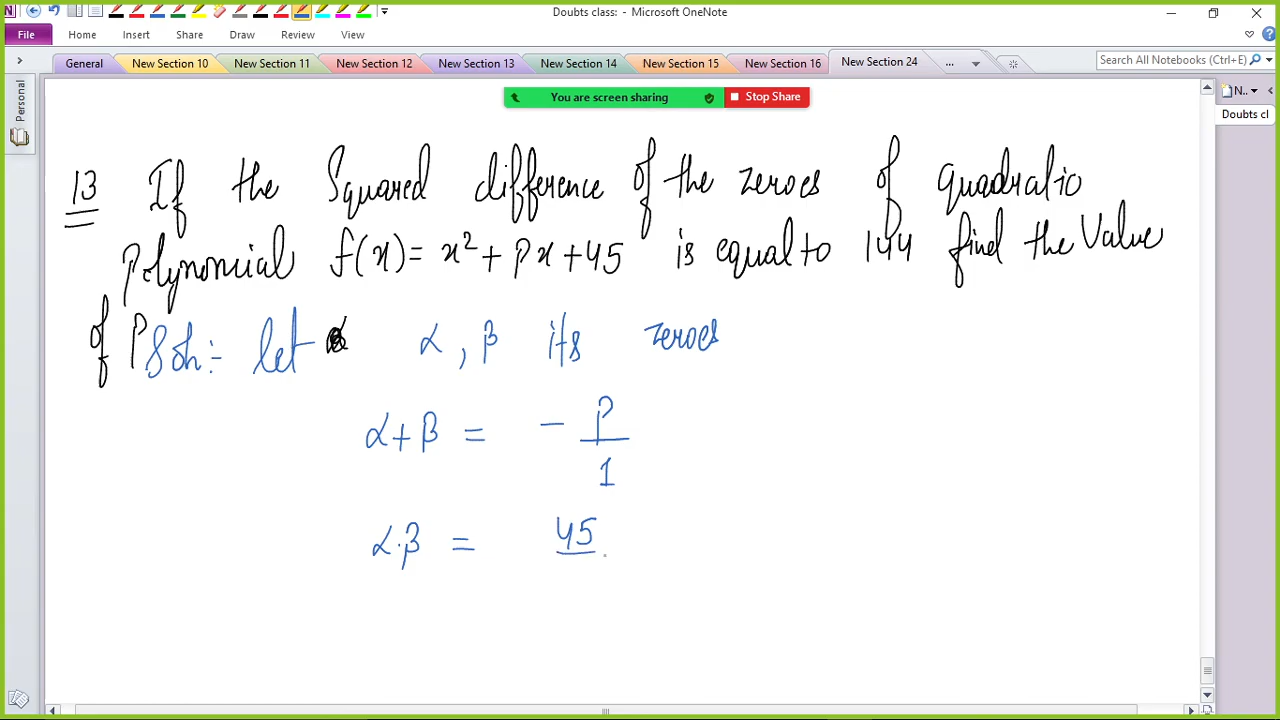 Doubts class: - Microsoft OneNote
File Home Insert Share Draw Review View
General New Section 10 New Section 11 New Section 12 New Section 13 New Section 14 New Section 15 New Section 16 New Section 24 ... Search All Notebooks (Ctrl+E)
Personal
N..
Doubts cl
You are screen sharing Stop Share
13 If the Squared difference of the zeroes of quadratic
Polynomial f(x) = x² + Px + 45 is equal to 144 find the Value
of P
Soln:- let α, β its zeroes
α + β = - P/1
α·β = 45